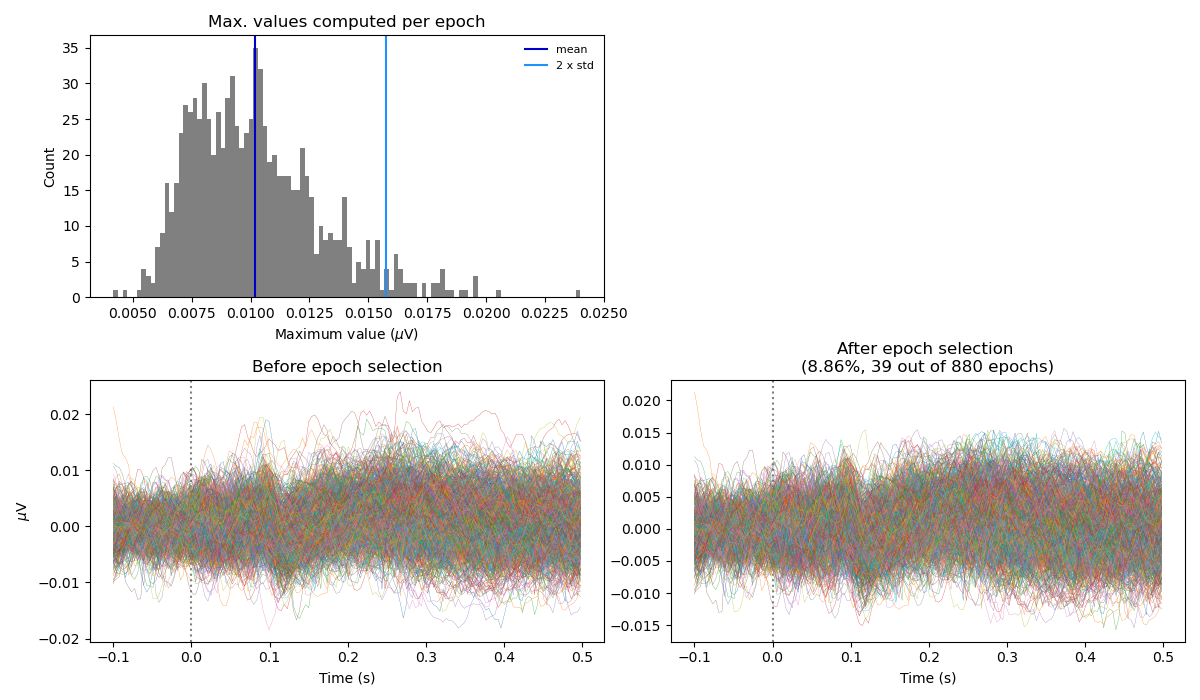 Max. values computed per epoch
35
30
25
20
15
10
5
0
Count
mean
2 x std
0.0050 0.0075 0.0100 0.0125 0.0150 0.0175 0.0200 0.0225 0.0250
Maximum value (μV)
Before epoch selection
0.02
0.01
0.00
−0.01
−0.02
μV
−0.1 0.0 0.1 0.2 0.3 0.4 0.5
Time (s)
After epoch selection
(8.86%, 39 out of 880 epochs)
0.020
0.015
0.010
0.005
0.000
−0.005
−0.010
−0.015
−0.1 0.0 0.1 0.2 0.3 0.4 0.5
Time (s)